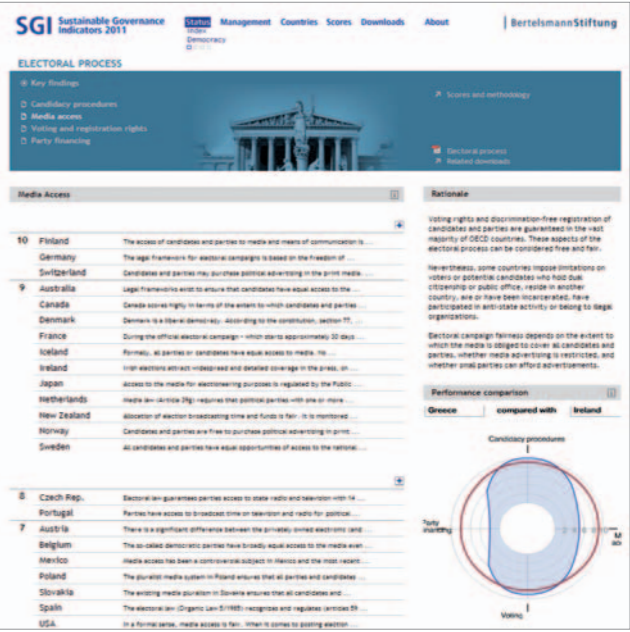 SGI Sustainable Governance
Indicators 2011
Status Management Countries Scores Downloads About
Index
Democracy
BertelsmannStiftung
ELECTORAL PROCESS
Key findings
Candidacy procedures
Media access
Voting and registration rights
Party financing
Scores and methodology
Electoral process
Related downloads
Media Access
10 Finland The access of candidates and parties to media and means of communication is ...
Germany The legal framework for electoral campaigns is based on the freedom of ...
Switzerland Candidates and parties may purchase political advertising in the print media. ...
9 Australia Legal frameworks exist to ensure that candidates have equal access to the ...
Canada Canada scores highly in terms of the extent to which candidates and parties ...
Denmark Denmark is a liberal democracy. According to the constitution, section 77, ...
France During the official electoral campaign – which starts approximately 20 days ...
Iceland Formally, all parties or candidates have equal access to media. No ...
Ireland Irish elections attract widespread and detailed coverage in the press, on ...
Japan Access to the media for electioneering purposes is regulated by the Public ...
Netherlands Media law (Article 39g) requires that political parties with one or more ...
New Zealand Allocation of election broadcasting time and funds is fair. It is monitored ...
Norway Candidates and parties are free to purchase political advertising in print ...
Sweden All candidates and parties have equal opportunities of access to the national ...
8 Czech Rep. Electoral law guarantees parties access to state radio and television with 14 ...
Portugal Parties have access to broadcast time on television and radio for political ...
7 Austria There is a significant difference between the privately owned electronic (and ...
Belgium The so-called democratic parties have broadly equal access to the media even ...
Mexico Media access has been a controversial subject in Mexico and the most recent ...
Poland The pluralist media system in Poland ensures that all parties and candidates ...
Slovakia The existing media pluralism in Slovakia ensures that all candidates and ...
Spain The electoral law (Organic Law 5/1985) recognizes and regulates (articles 59 ...
USA In a formal sense, media access is fair. When it comes to posting election ...
Rationale
Voting rights and discrimination-free registration of
candidates and parties are guaranteed in the vast
majority of OECD countries. These aspects of the
electoral process can be considered free and fair.
Nevertheless, some countries impose limitations on
voters or potential candidates who hold dual
citizenship or public office, reside in another
country, are or have been incarcerated, have
participated in anti-state activity or belong to illegal
organizations.
Electoral campaign fairness depends on the extent to
which the media is obliged to cover all candidates and
parties, whether media advertising is restricted, and
whether small parties can afford advertisements.
Performance comparison
Greece compared with Ireland
Candidacy procedures
Party
financing
M
ac
Voting